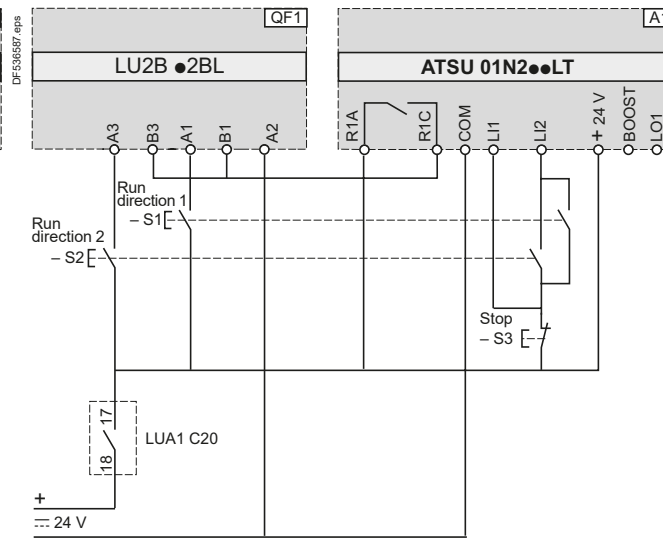 DF536587.eps
QF1
A1
LU2B ●2BL
ATSU 01N2●●LT
A3
B3
A1
B1
A2
R1A
R1C
COM
LI1
LI2
+ 24 V
BOOST
LO1
Run
direction 1
– S1
Run
direction 2
– S2
Stop
– S3
17
18
LUA1 C20
+
24 V